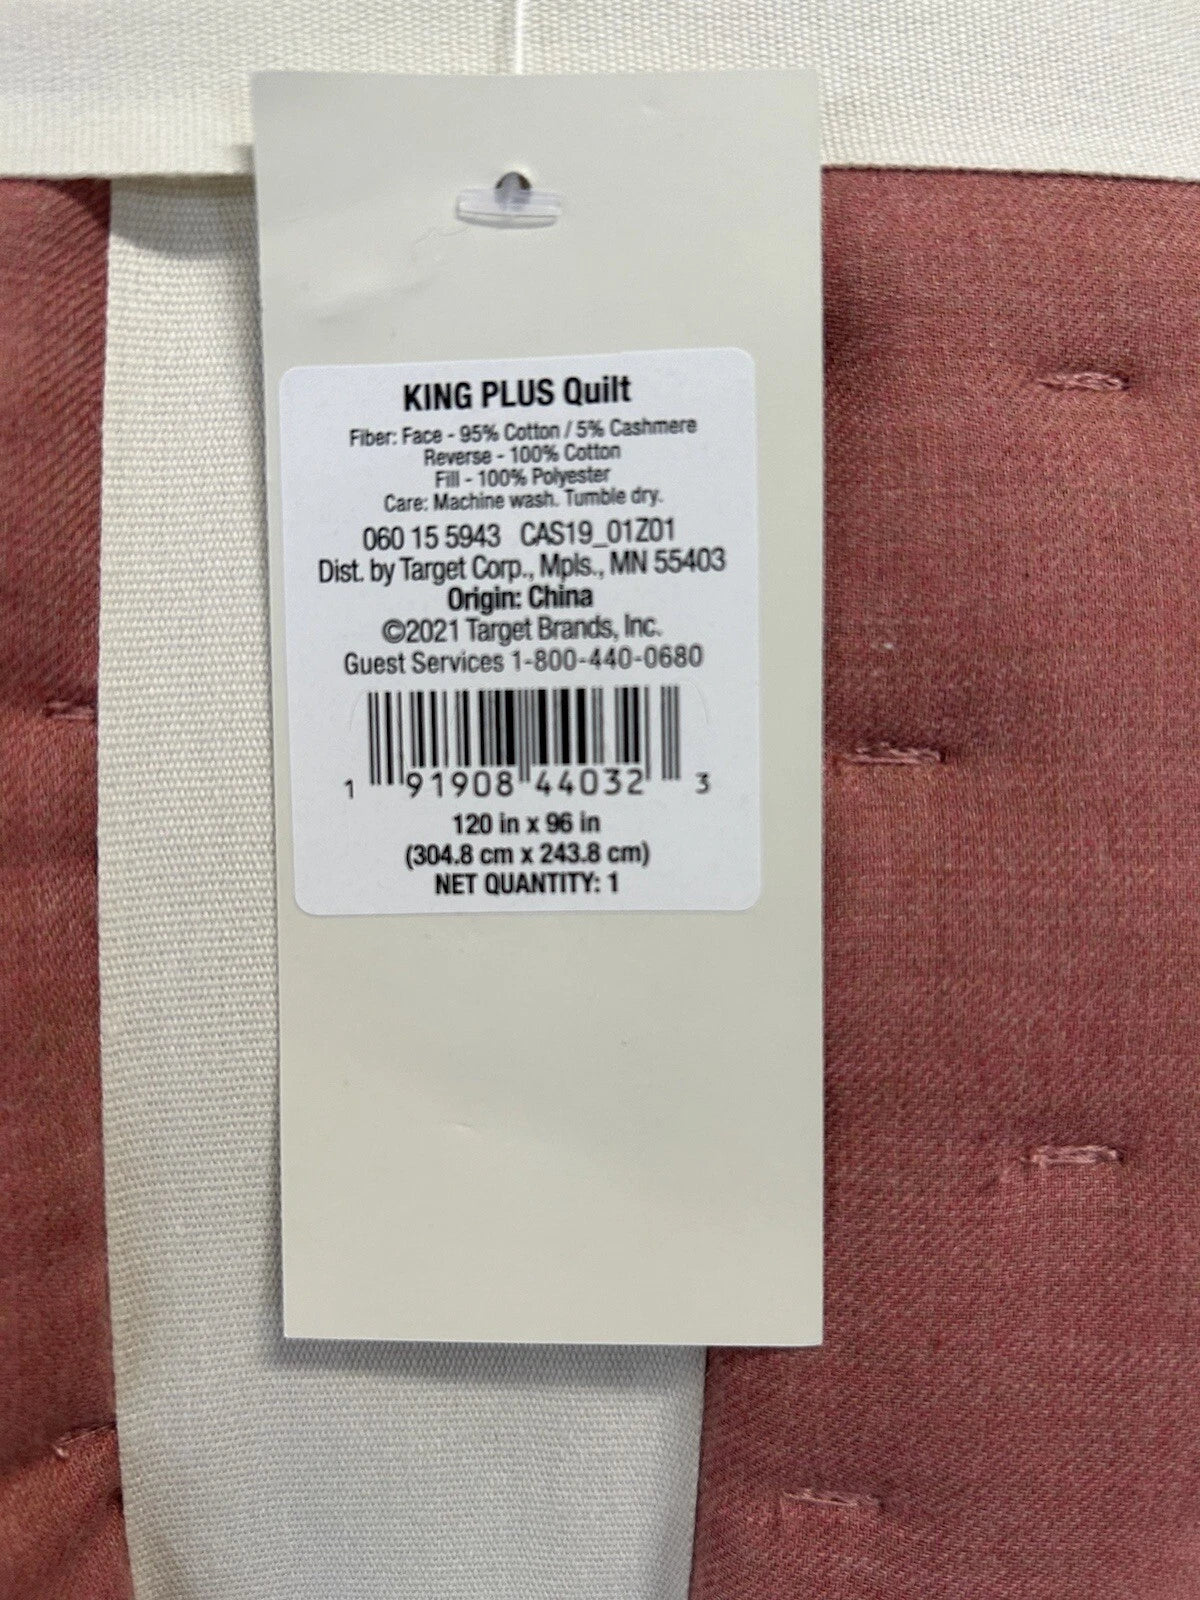 KING PLUS Quilt
Fiber: Face - 95% Cotton / 5% Cashmere
Reverse - 100% Cotton
Fill - 100% Polyester
Care: Machine wash. Tumble dry.
060 15 5943 CAS19_01Z01
Dist. by Target Corp., Mpls., MN 55403
Origin: China
©2021 Target Brands, Inc.
Guest Services 1-800-440-0680
1 91908 44032 3
120 in x 96 in
(304.8 cm x 243.8 cm)
NET QUANTITY: 1